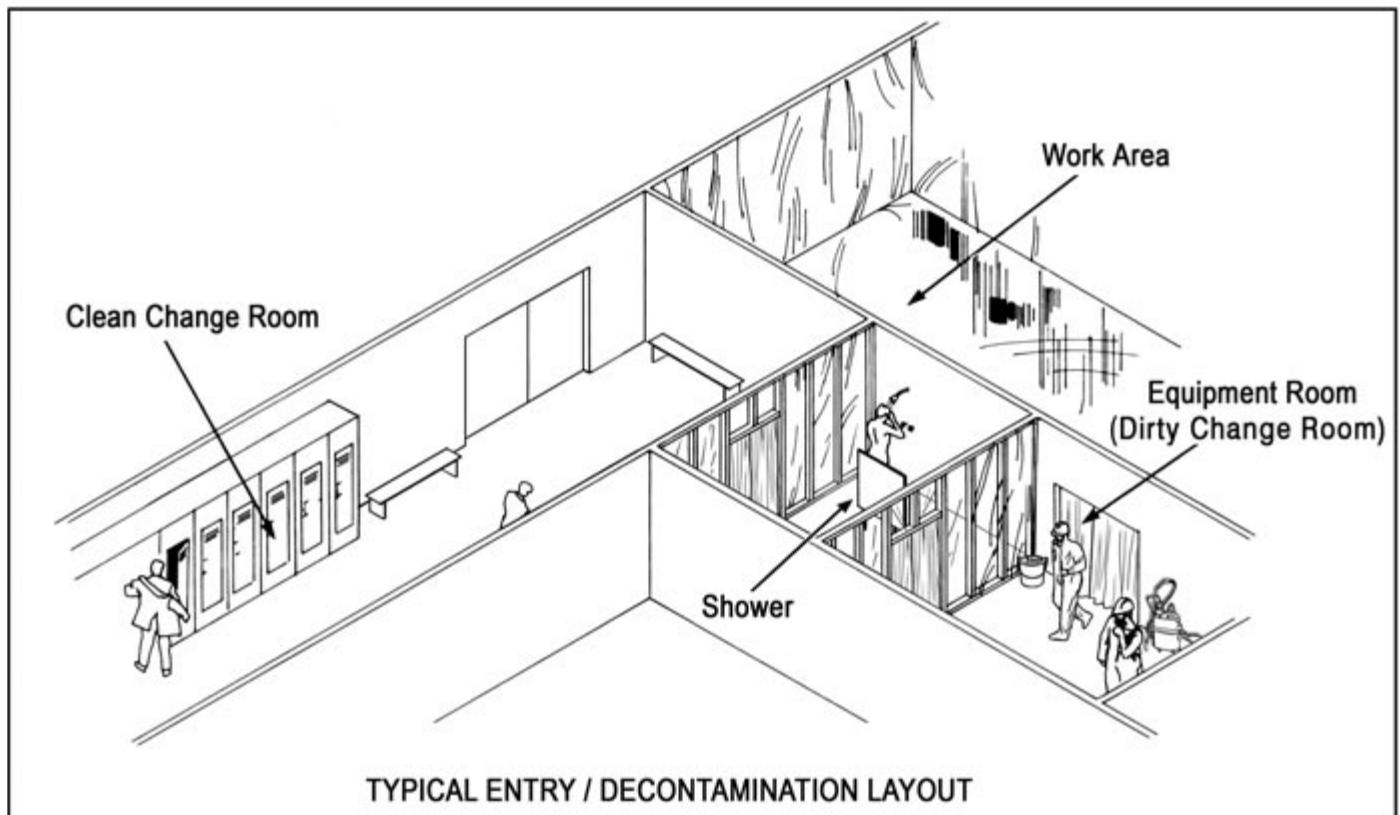 Work Area
Clean Change Room
Equipment Room
(Dirty Change Room)
Shower
TYPICAL ENTRY / DECONTAMINATION LAYOUT